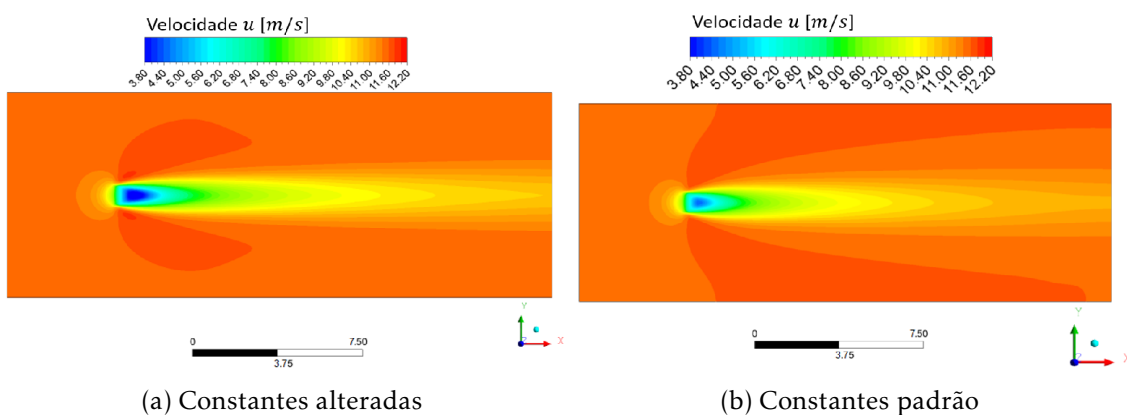 Velocidade u [m/s]
3.80 4.40 5.00 5.60 6.20 6.80 7.40 8.00 8.60 9.20 9.80 10.40 11.00 11.60 12.20
Y
Z X
0 7.50
3.75
(a) Constantes alteradas
Velocidade u [m/s]
3.80 4.40 5.00 5.60 6.20 6.80 7.40 8.00 8.60 9.20 9.80 10.40 11.00 11.60 12.20
Y
Z X
0 7.50
3.75
(b) Constantes padrão